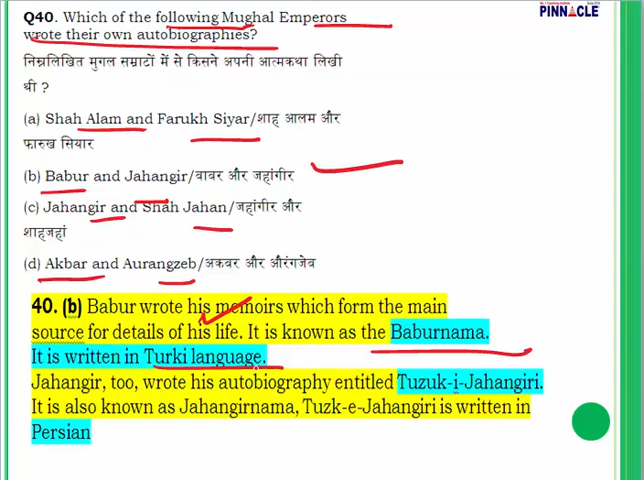 Q40. Which of the following Mughal Emperors
PINNACLE
wrote their own autobiographies?
निम्नलिखित मुगल सम्राटों में से किसने अपनी आत्मकथा लिखी
थी ?
(a) Shah Alam and Farukh Siyar/शाह आलम और
फारुख सियार
(b) Babur and Jahangir/बाबर और जहांगीर
(c) Jahangir and Shah Jahan/जहांगीर और
शाहजहां
(d) Akbar and Aurangzeb/अकबर और औरंगजेब
40. (b) Babur wrote his memoirs which form the main
source for details of his life. It is known as the Baburnama.
It is written in Turki language.
Jahangir, too, wrote his autobiography entitled Tuzuk-i-Jahangiri.
It is also known as Jahangirnama, Tuzk-e-Jahangiri is written in
Persian